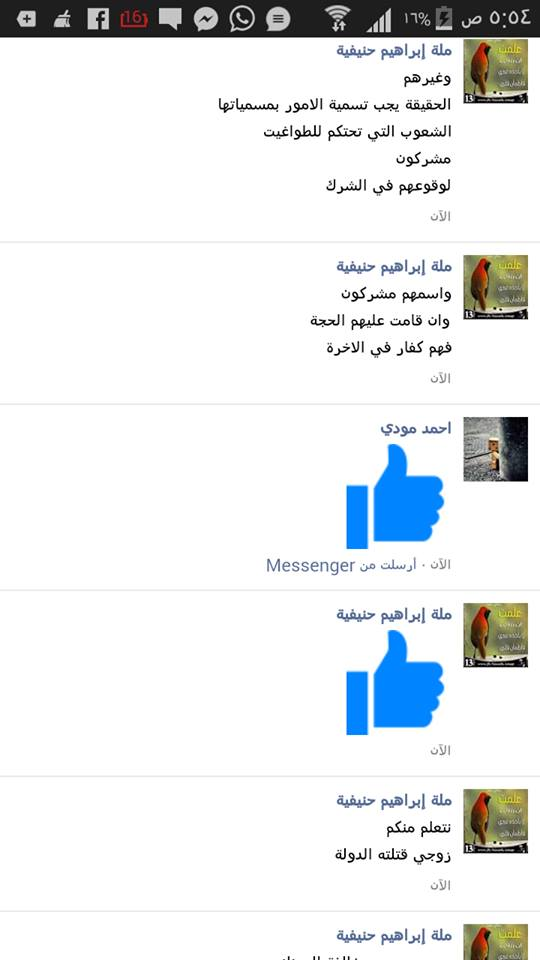 ٥:٥٤ ص ١٦%
16
ملة إبراهيم حنيفية
وغيرهم
الحقيقة يجب تسمية الامور بمسمياتها
الشعوب التي تحتكم للطواغيت
مشركون
لوقوعهم في الشرك
الآن
ملة إبراهيم حنيفية
واسمهم مشركون
وان قامت عليهم الحجة
فهم كفار في الاخرة
الآن
احمد مودي
الآن · أرسلت من Messenger
ملة إبراهيم حنيفية
الآن
ملة إبراهيم حنيفية
نتعلم منكم
زوجي قتلته الدولة
الآن
ملة إبراهيم حنيفية